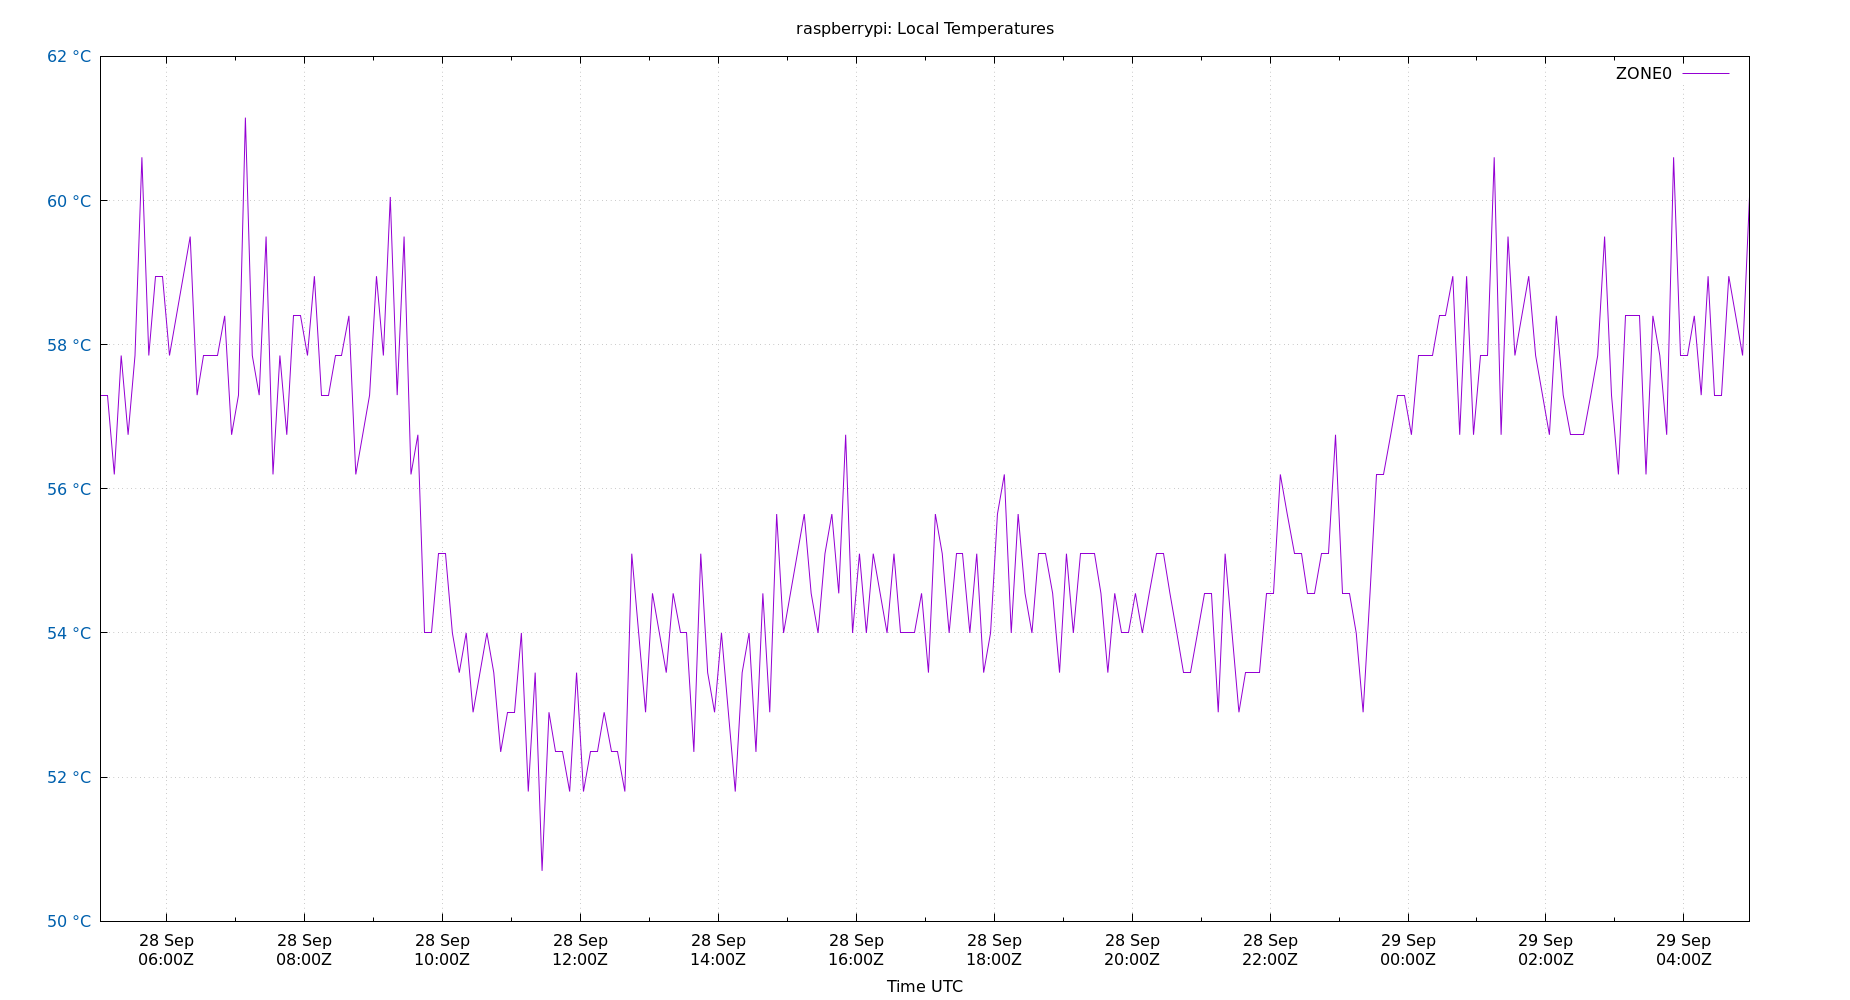 raspberrypi: Local Temperatures
62 °C
ZONE0
60 °C
58 °C
56 °C
54 °C
52 °C
50 °C
28 Sep 28 Sep 28 Sep 28 Sep 28 Sep 28 Sep 28 Sep 28 Sep 28 Sep 29 Sep 29 Sep 29 Sep
06:00Z 08:00Z 10:00Z 12:00Z 14:00Z 16:00Z 18:00Z 20:00Z 22:00Z 00:00Z 02:00Z 04:00Z
Time UTC